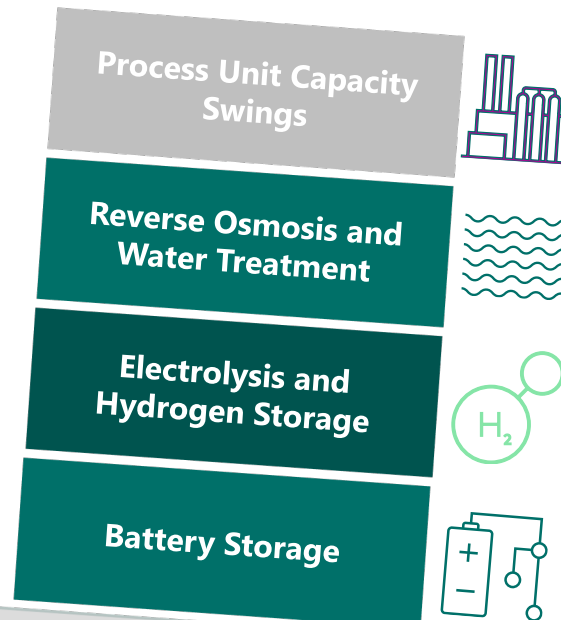 Process Unit Capacity
Swings
Reverse Osmosis and
Water Treatment
Electrolysis and
Hydrogen Storage
H₂
Battery Storage
+
−